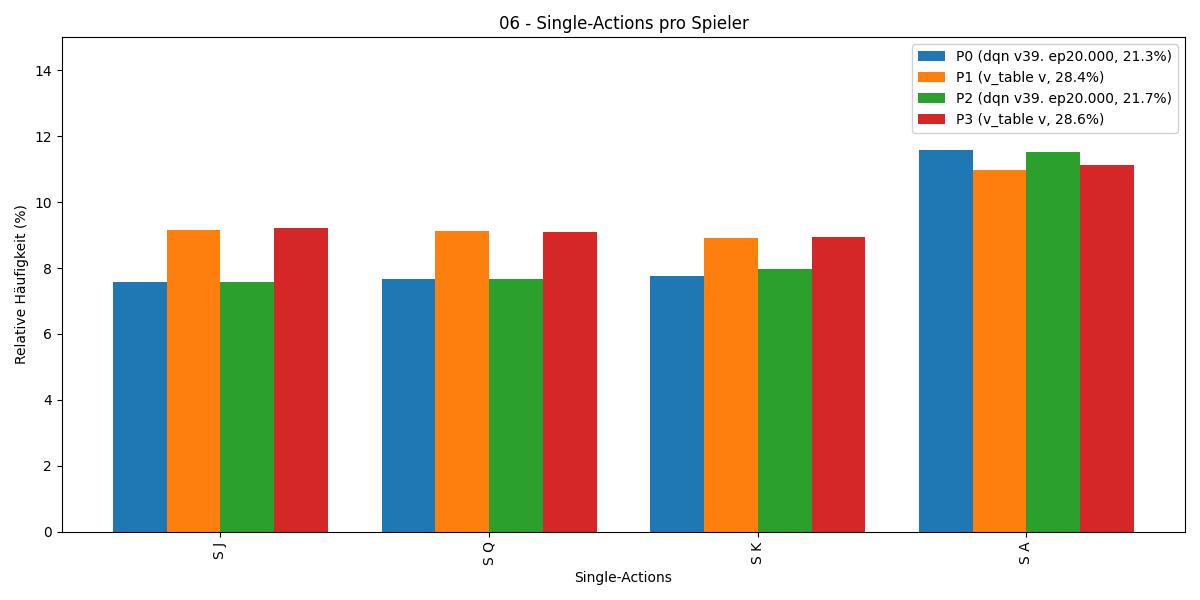 06 - Single-Actions pro Spieler
P0 (dqn v39. ep20.000, 21.3%)
P1 (v_table v, 28.4%)
P2 (dqn v39. ep20.000, 21.7%)
P3 (v_table v, 28.6%)
Relative Häufigkeit (%)
14
12
10
8
6
4
2
0
S J
S Q
S K
S A
Single-Actions